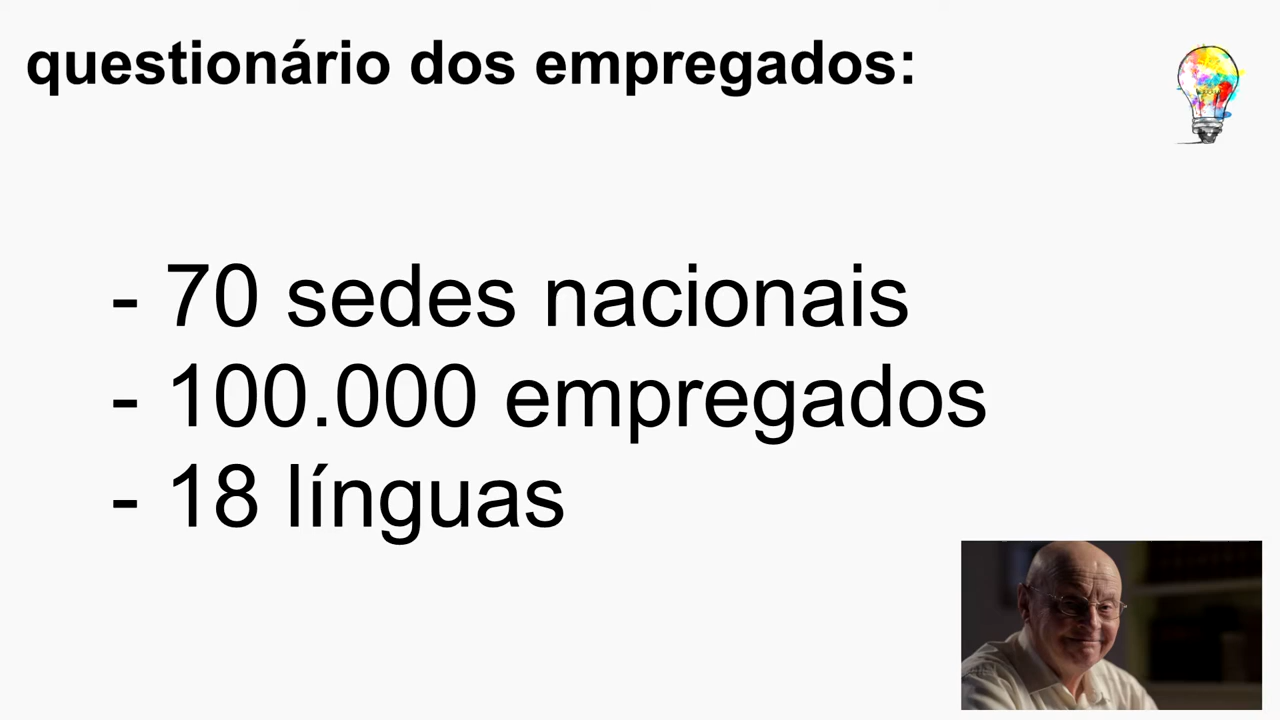 questionário dos empregados:
- 70 sedes nacionais
- 100.000 empregados
- 18 línguas